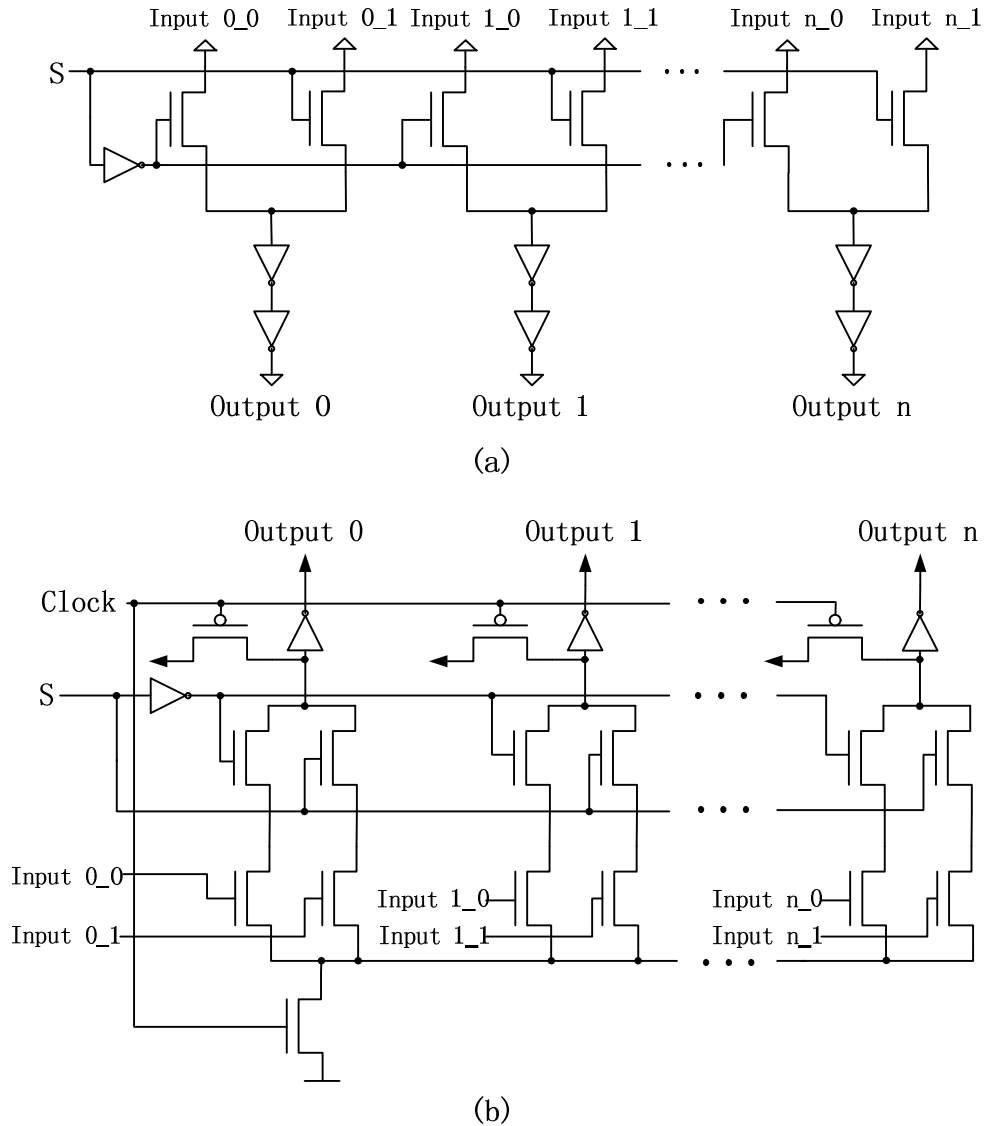 Input 0_0 Input 0_1 Input 1_0 Input 1_1 Input n_0 Input n_1
S
Output 0 Output 1 Output n
(a)
Output 0 Output 1 Output n
Clock
S
Input 0_0
Input 1_0 Input n_0
Input 0_1 Input 1_1 Input n_1
(b)